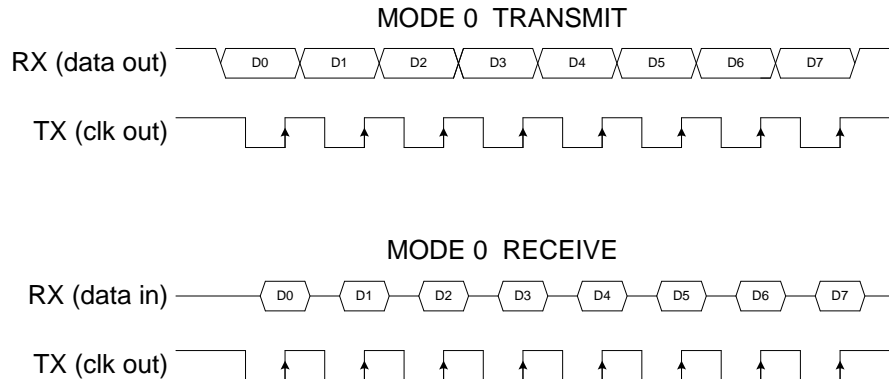 MODE 0 TRANSMIT
RX (data out) D0 D1 D2 D3 D4 D5 D6 D7
TX (clk out)
MODE 0 RECEIVE
RX (data in) D0 D1 D2 D3 D4 D5 D6 D7
TX (clk out)